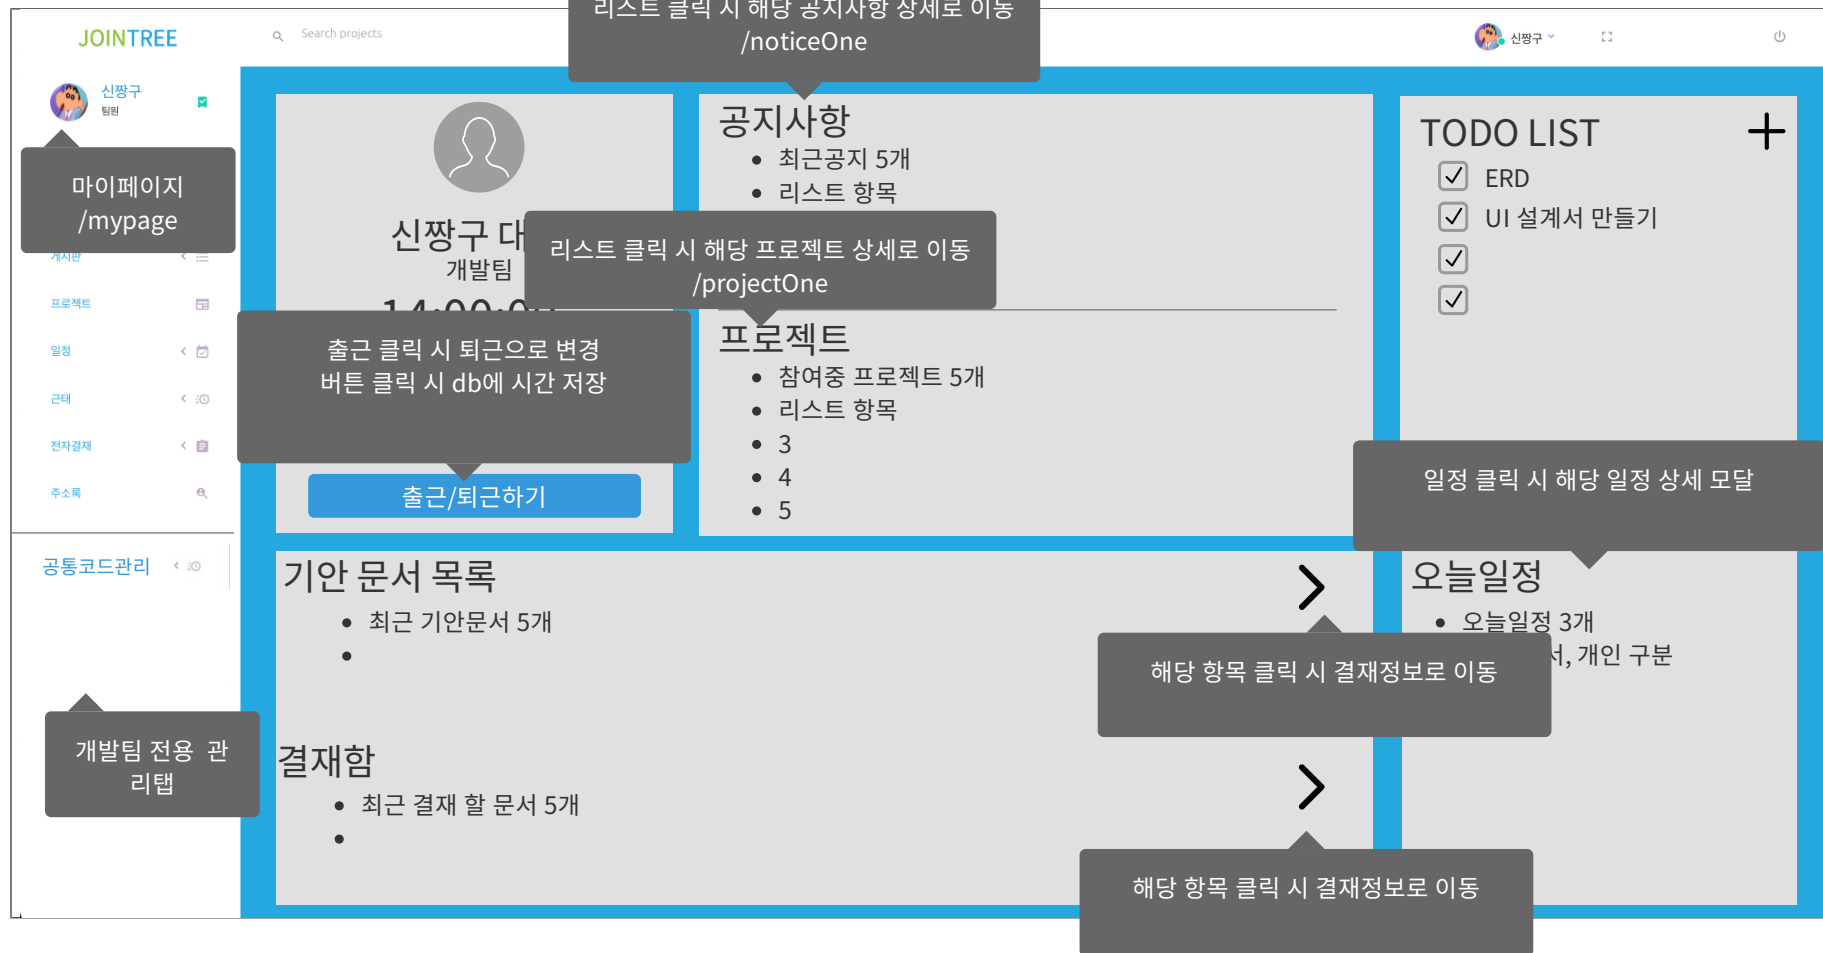 리스트 클릭 시 해당 공지사항 상세로 이동
/noticeOne
JOINTREE
Search projects
신짱구
신짱구
팀원
마이페이지
/mypage
게시판
프로젝트
일정
근태
전자결재
주소록
공통코드관리
개발팀 전용 관
리탭
신짱구 대
개발팀
14:00:0
출근 클릭 시 퇴근으로 변경
버튼 클릭 시 db에 시간 저장
출근/퇴근하기
공지사항
최근공지 5개
리스트 항목
리스트 클릭 시 해당 프로젝트 상세로 이동
/projectOne
프로젝트
참여중 프로젝트 5개
리스트 항목
3
4
5
TODO LIST
ERD
UI 설계서 만들기
일정 클릭 시 해당 일정 상세 모달
기안 문서 목록
최근 기안문서 5개
해당 항목 클릭 시 결재정보로 이동
오늘일정
오늘일정 3개
서, 개인 구분
결재함
최근 결재 할 문서 5개
해당 항목 클릭 시 결재정보로 이동